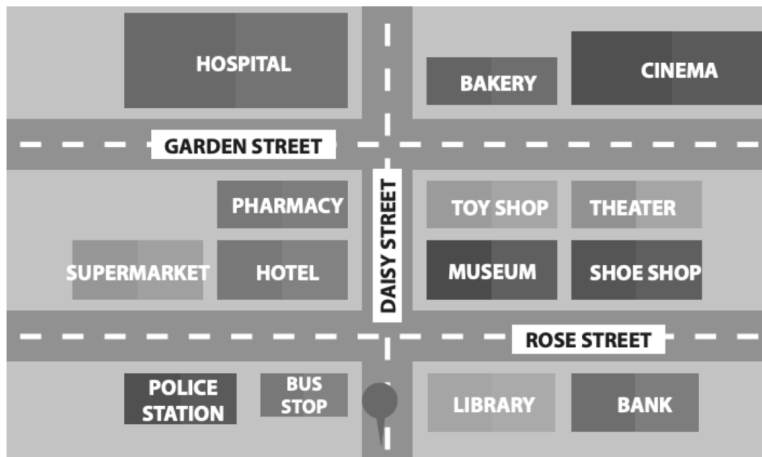 HOSPITAL
BAKERY
CINEMA
GARDEN STREET
PHARMACY
DAISY STREET
TOY SHOP
THEATER
SUPERMARKET
HOTEL
MUSEUM
SHOE SHOP
ROSE STREET
POLICE
STATION
BUS
STOP
LIBRARY
BANK